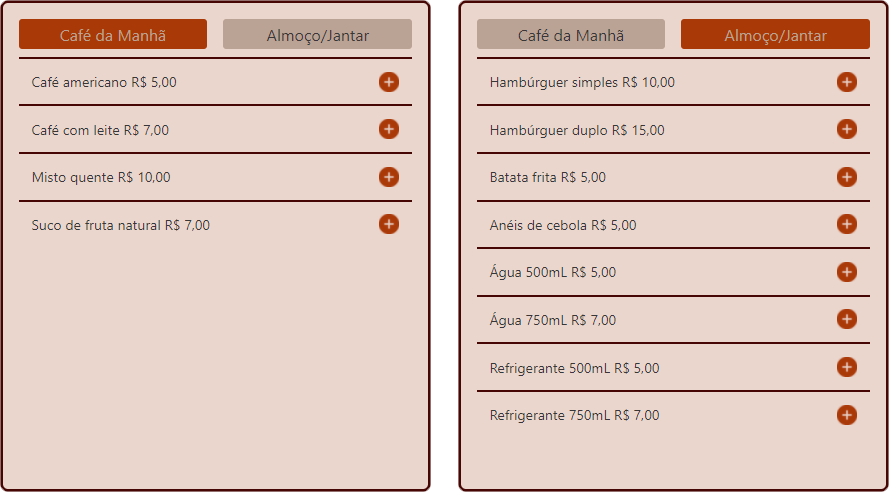 Café da Manhã
Almoço/Jantar
Café americano R$ 5,00
Café com leite R$ 7,00
Misto quente R$ 10,00
Suco de fruta natural R$ 7,00
Café da Manhã
Almoço/Jantar
Hambúrguer simples R$ 10,00
Hambúrguer duplo R$ 15,00
Batata frita R$ 5,00
Anéis de cebola R$ 5,00
Água 500mL R$ 5,00
Água 750mL R$ 7,00
Refrigerante 500mL R$ 5,00
Refrigerante 750mL R$ 7,00